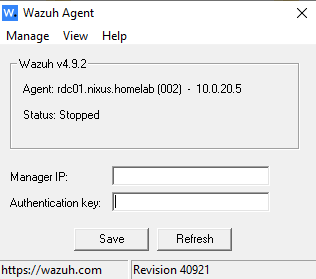 W. Wazuh Agent
Manage View Help
Wazuh v4.9.2
Agent: rdc01.nixus.homelab (002) - 10.0.20.5
Status: Stopped
Manager IP:
Authentication key:
Save Refresh
https://wazuh.com Revision 40921